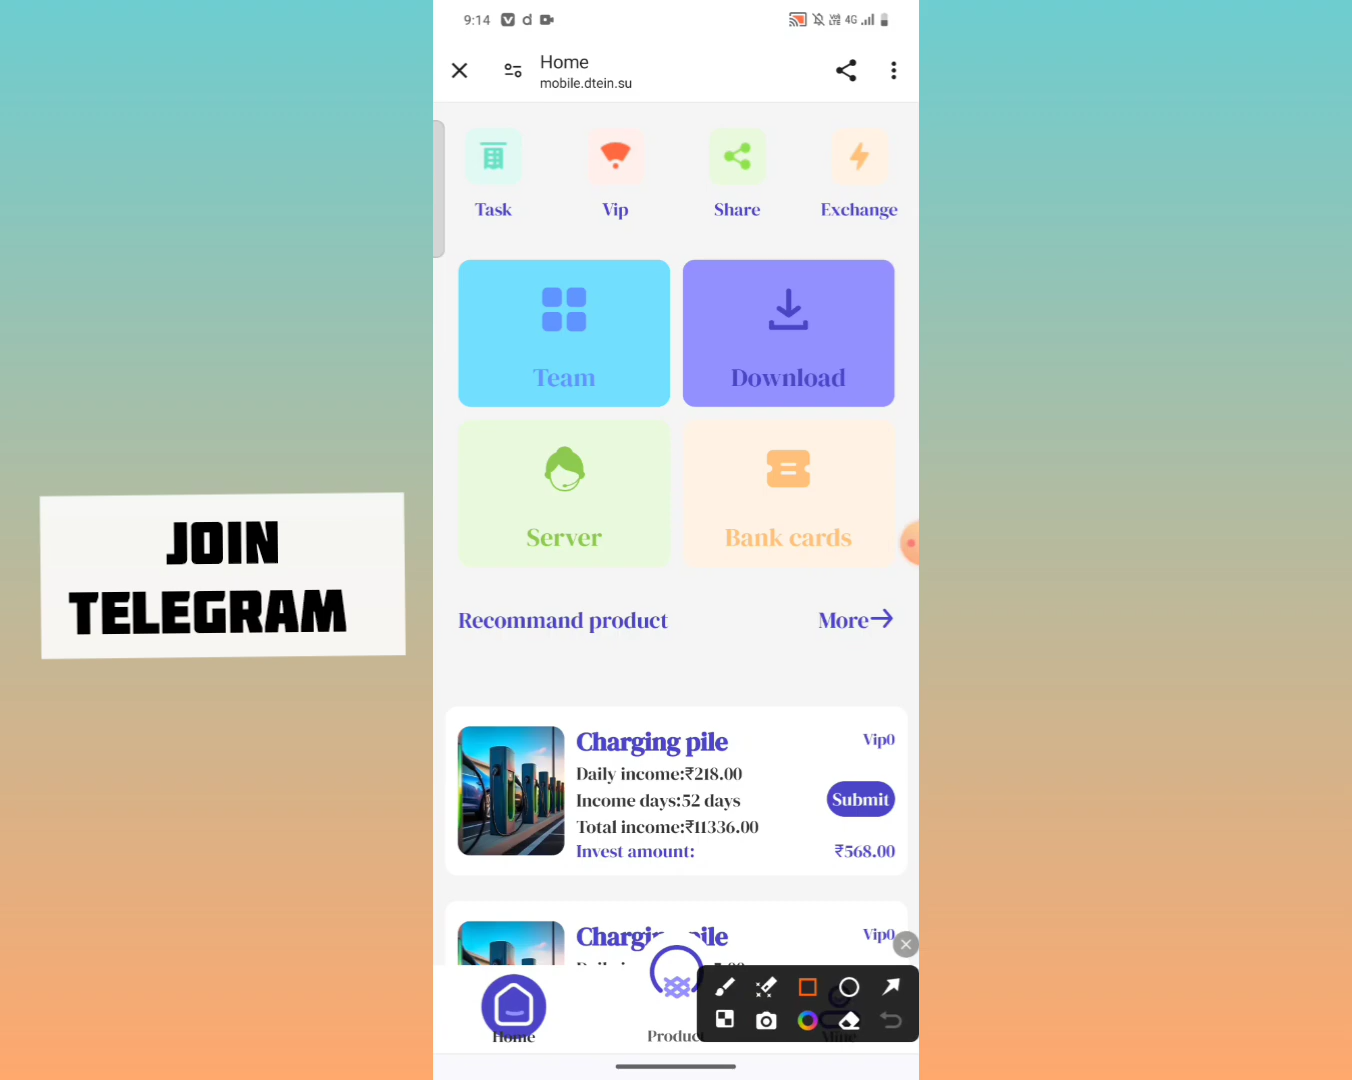 9:14
4G
Home
mobile.dtein.su
Task
Vip
Share
Exchange
Team
Download
Server
Bank cards
JOIN
TELEGRAM
Recommand product
More
Charging pile
Vip0
Daily income:₹218.00
Income days:52 days
Submit
Total income:₹11336.00
Invest amount:
₹568.00
Vip0
Home
Product